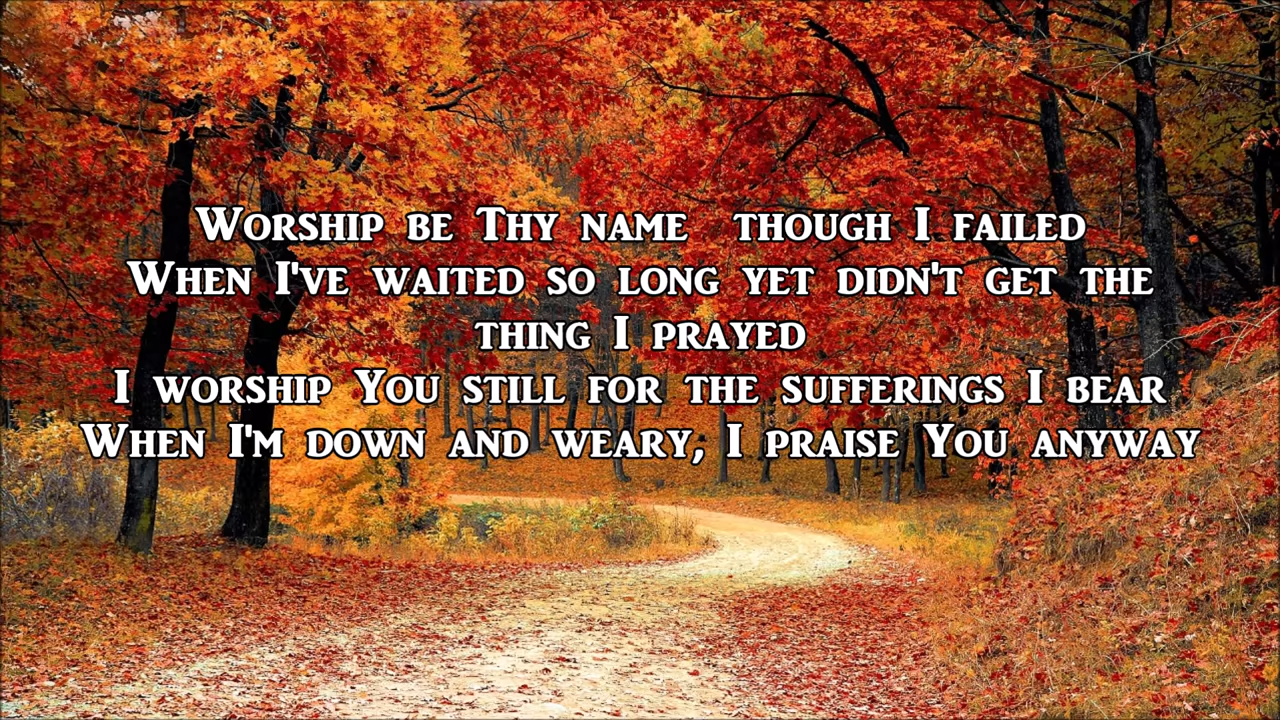 Worship be Thy name  though I failed
When I've waited so long yet didn't get the
thing I prayed
I worship You still for the sufferings I bear
When I'm down and weary, I praise You anyway